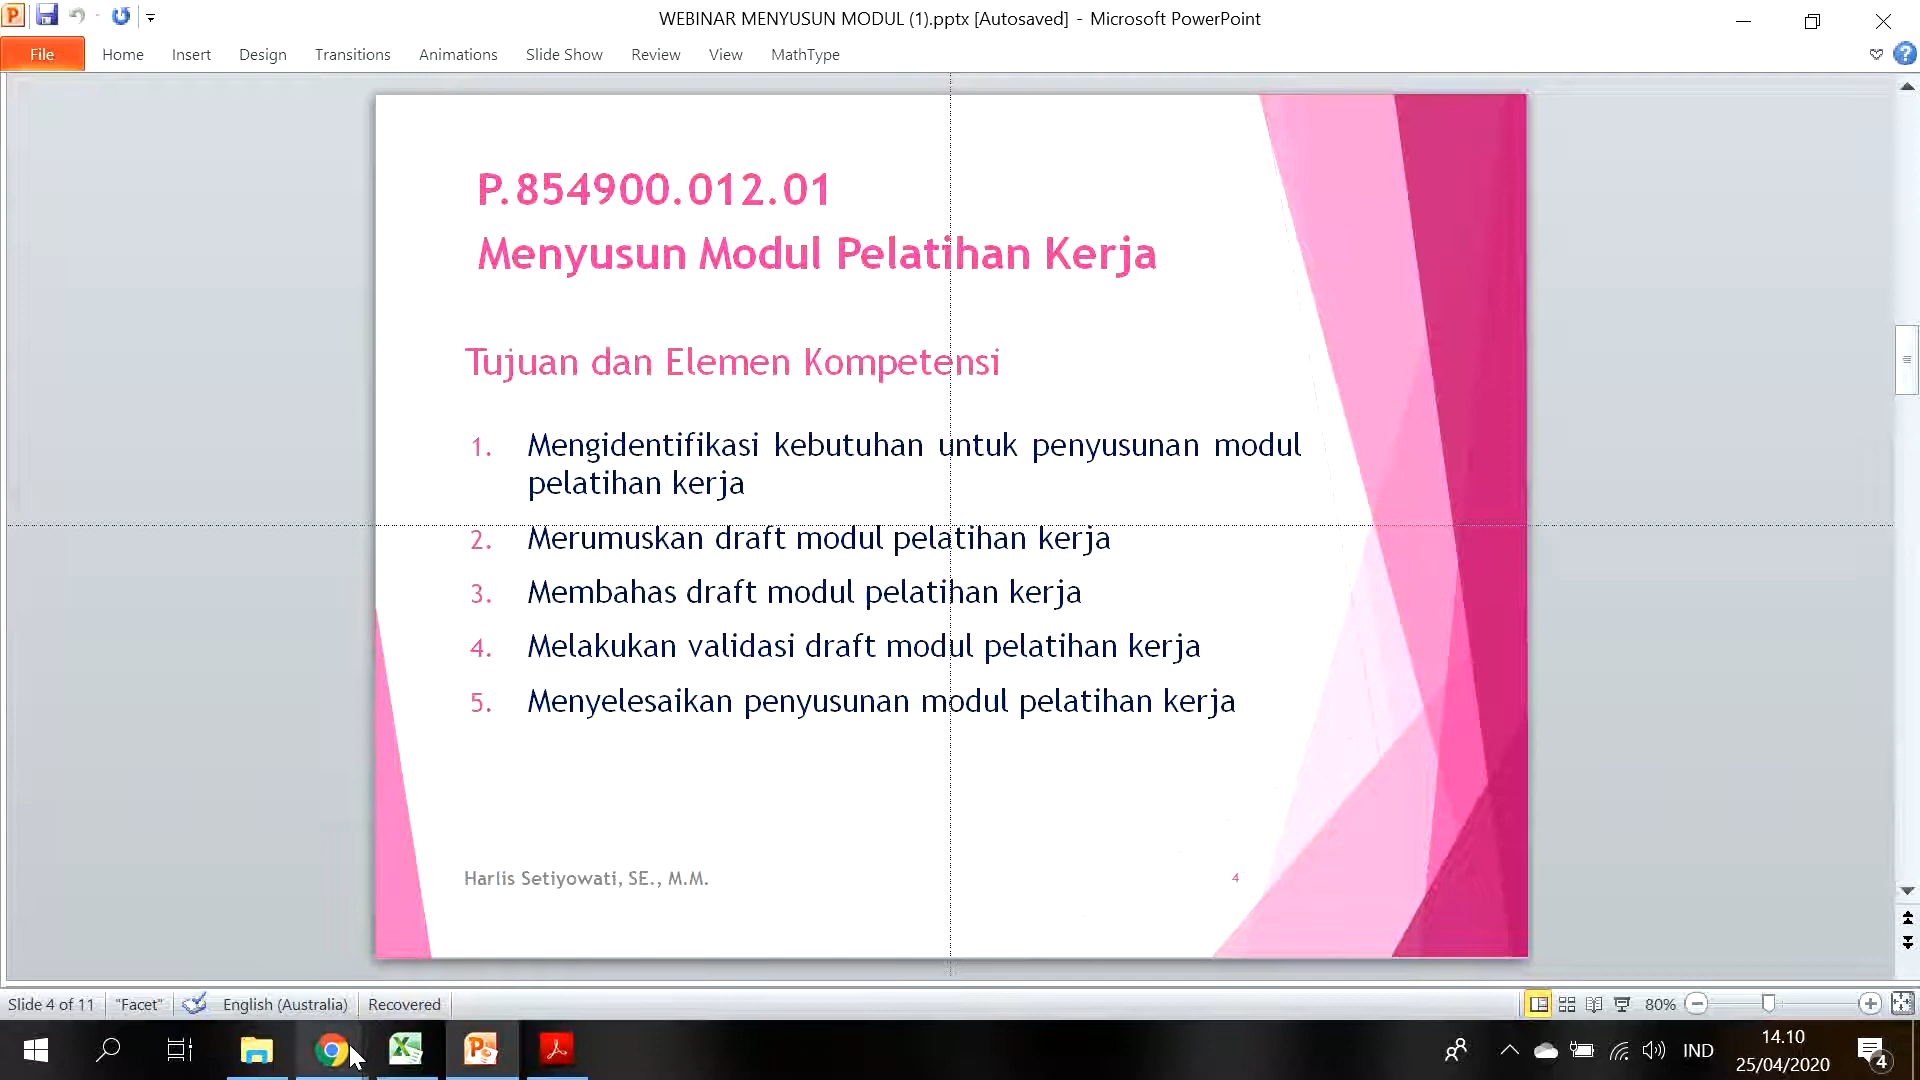 WEBINAR MENYUSUN MODUL (1).pptx [Autosaved] - Microsoft PowerPoint
File Home Insert Design Transitions Animations Slide Show Review View MathType
P.854900.012.01
Menyusun Modul Pelatihan Kerja
Tujuan dan Elemen Kompetensi
1. Mengidentifikasi kebutuhan untuk penyusunan modul
pelatihan kerja
2. Merumuskan draft modul pelatihan kerja
3. Membahas draft modul pelatihan kerja
4. Melakukan validasi draft modul pelatihan kerja
5. Menyelesaikan penyusunan modul pelatihan kerja
Harlis Setiyowati, SE., M.M. 4
Slide 4 of 11 "Facet" English (Australia) Recovered 80%
IND 14.10
25/04/2020 4